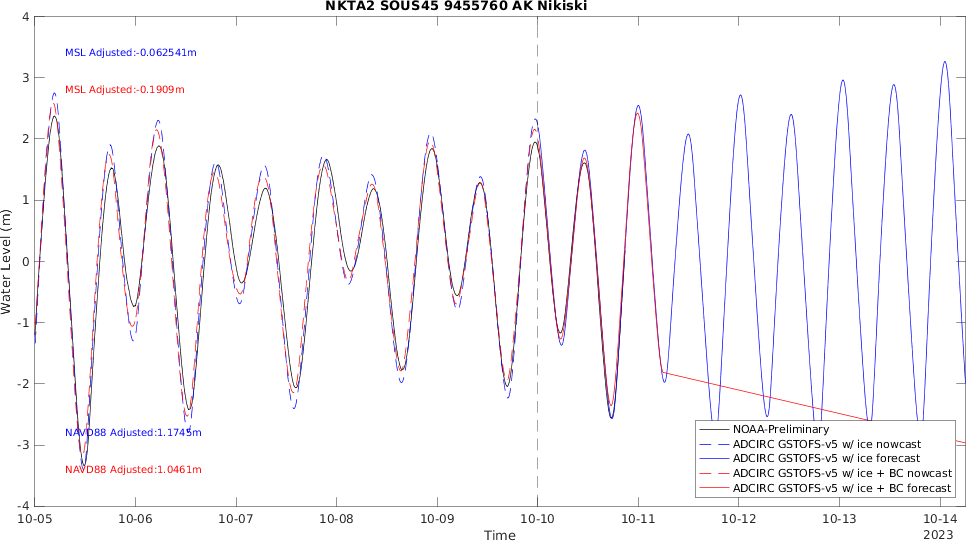 NKTA2 SOUS45 9455760 AK Nikiski
4
3
2
1
0
-1
-2
-3
-4
Water Level (m)
MSL Adjusted:-0.062541m
MSL Adjusted:-0.1909m
NAVD88 Adjusted:1.1745m
NAVD88 Adjusted:1.0461m
NOAA-Preliminary
ADCIRC GSTOFS-v5 w/ ice nowcast
ADCIRC GSTOFS-v5 w/ ice forecast
ADCIRC GSTOFS-v5 w/ ice + BC nowcast
ADCIRC GSTOFS-v5 w/ ice + BC forecast
10-05 10-06 10-07 10-08 10-09 10-10 10-11 10-12 10-13 10-14
Time
2023